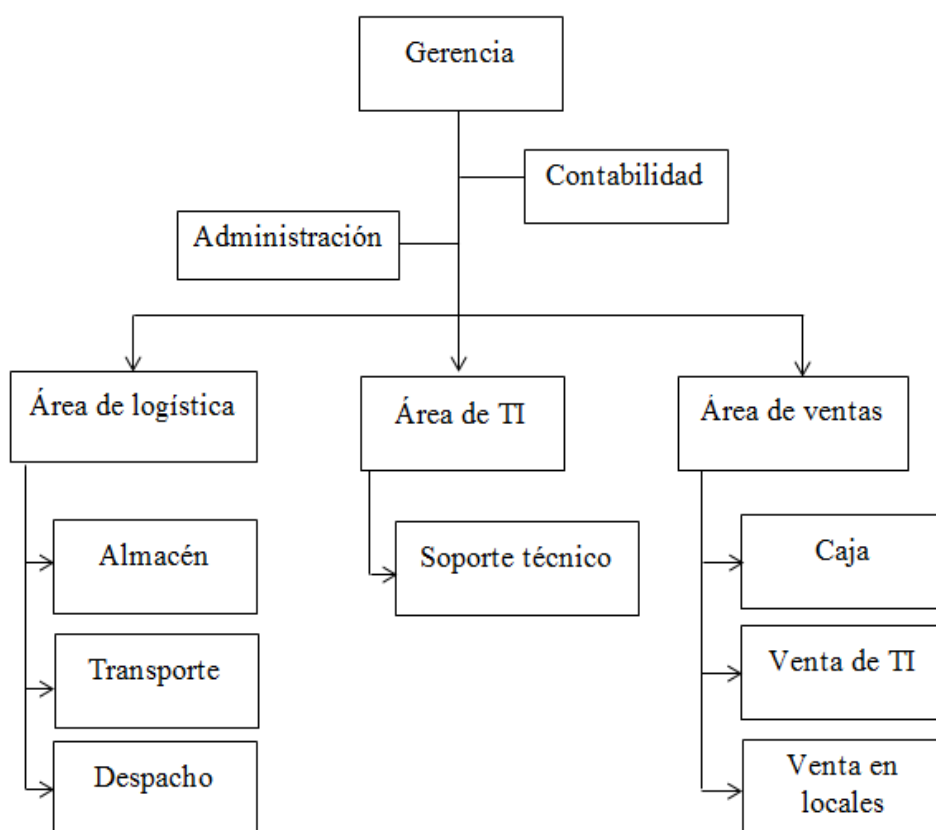 Gerencia
Contabilidad
Administración
Área de logística
Área de TI
Área de ventas
Almacén
Soporte técnico
Caja
Transporte
Venta de TI
Despacho
Venta en
locales